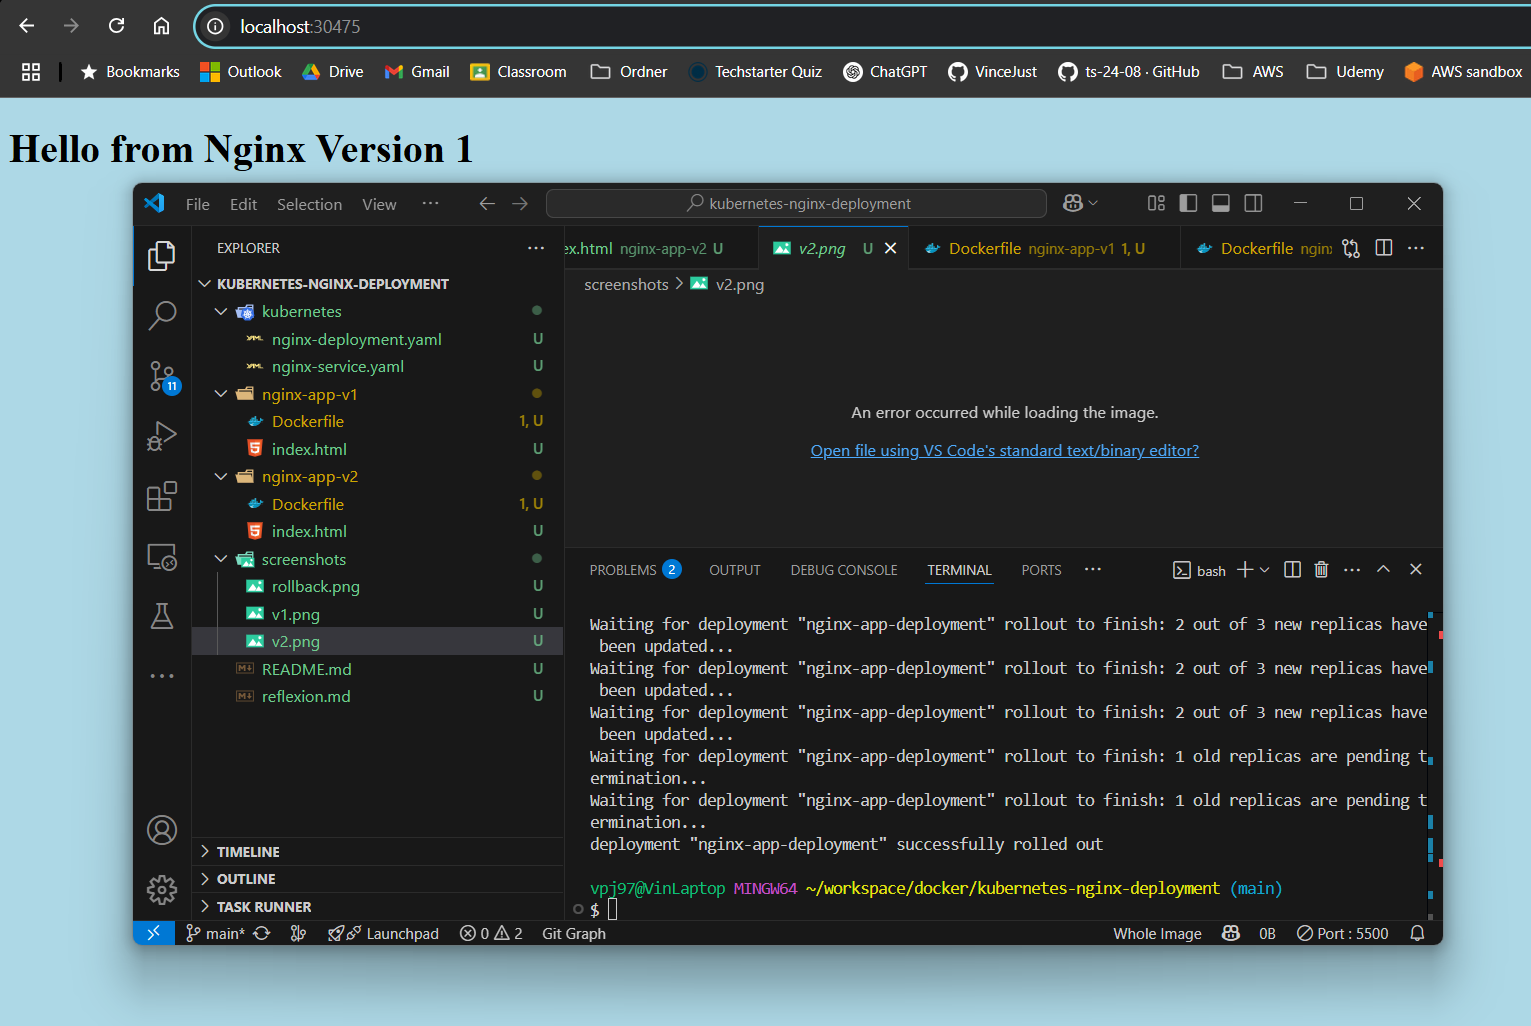 localhost:30475
Bookmarks Outlook Drive Gmail Classroom Ordner Techstarter Quiz ChatGPT VinceJust ts-24-08 · GitHub AWS Udemy AWS sandbox
Hello from Nginx Version 1
File Edit Selection View ··· kubernetes-nginx-deployment
EXPLORER ···
ex.html nginx-app-v2 U v2.png U Dockerfile nginx-app-v1 1, U Dockerfile nginx ···
screenshots > v2.png
KUBERNETES-NGINX-DEPLOYMENT
kubernetes
nginx-deployment.yaml U
nginx-service.yaml U
11
nginx-app-v1
Dockerfile 1, U
index.html U
nginx-app-v2
Dockerfile 1, U
index.html U
screenshots
rollback.png U
v1.png U
v2.png U
README.md U
reflexion.md U
TIMELINE
OUTLINE
TASK RUNNER
An error occurred while loading the image.
Open file using VS Code's standard text/binary editor?
PROBLEMS 2 OUTPUT DEBUG CONSOLE TERMINAL PORTS ··· bash ···
Waiting for deployment "nginx-app-deployment" rollout to finish: 2 out of 3 new replicas have
been updated...
Waiting for deployment "nginx-app-deployment" rollout to finish: 2 out of 3 new replicas have
been updated...
Waiting for deployment "nginx-app-deployment" rollout to finish: 2 out of 3 new replicas have
been updated...
Waiting for deployment "nginx-app-deployment" rollout to finish: 1 old replicas are pending t
ermination...
Waiting for deployment "nginx-app-deployment" rollout to finish: 1 old replicas are pending t
ermination...
deployment "nginx-app-deployment" successfully rolled out
vpj97@VinLaptop MINGW64 ~/workspace/docker/kubernetes-nginx-deployment (main)
$
main* Launchpad 0 2 Git Graph Whole Image 0B Port : 5500